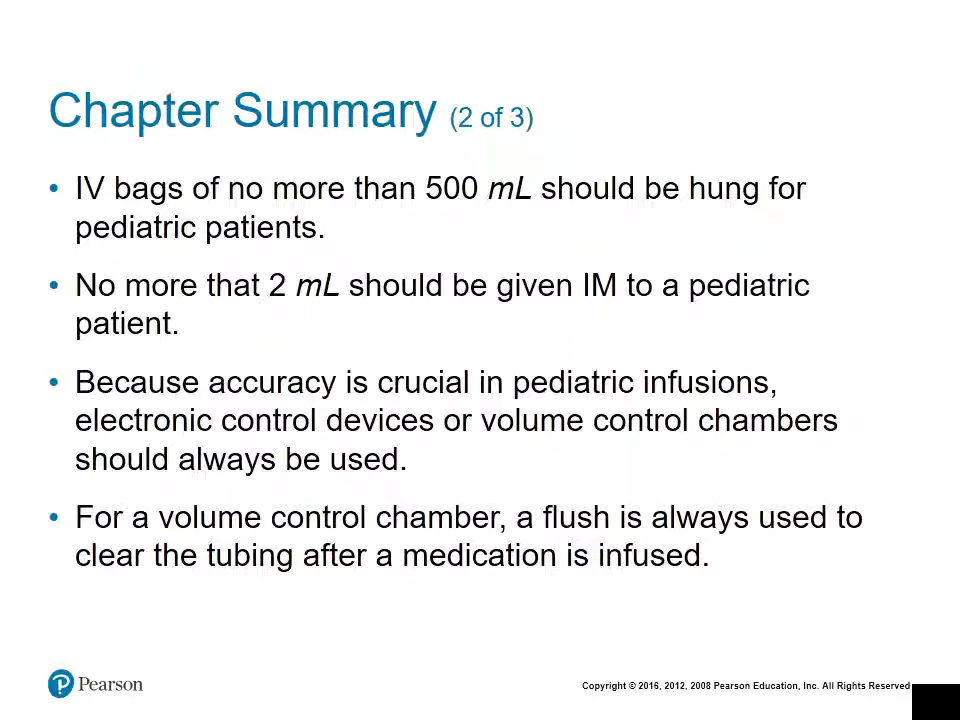 Chapter Summary (2 of 3)
• IV bags of no more than 500 mL should be hung for
pediatric patients.
• No more that 2 mL should be given IM to a pediatric
patient.
• Because accuracy is crucial in pediatric infusions,
electronic control devices or volume control chambers
should always be used.
• For a volume control chamber, a flush is always used to
clear the tubing after a medication is infused.
P Pearson
Copyright © 2016, 2012, 2008 Pearson Education, Inc. All Rights Reserved